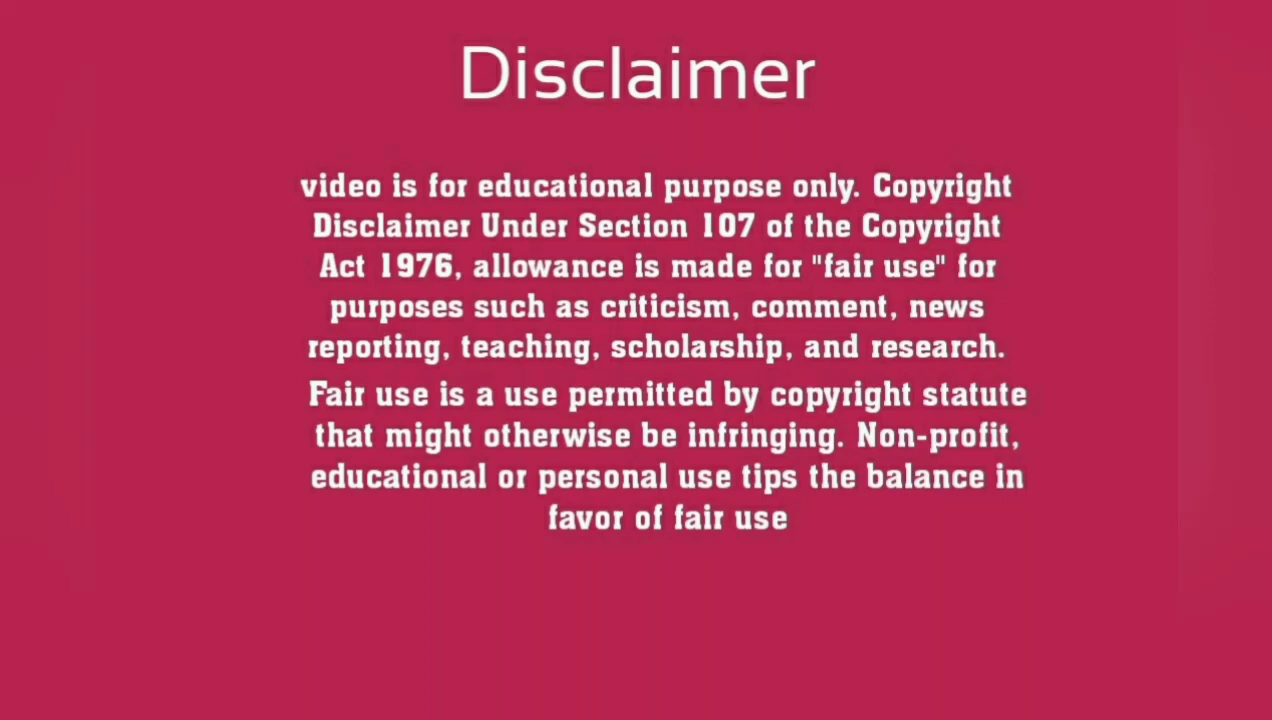 Disclaimer
video is for educational purpose only. Copyright
Disclaimer Under Section 107 of the Copyright
Act 1976, allowance is made for "fair use" for
purposes such as criticism, comment, news
reporting, teaching, scholarship, and research.
Fair use is a use permitted by copyright statute
that might otherwise be infringing. Non-profit,
educational or personal use tips the balance in
favor of fair use